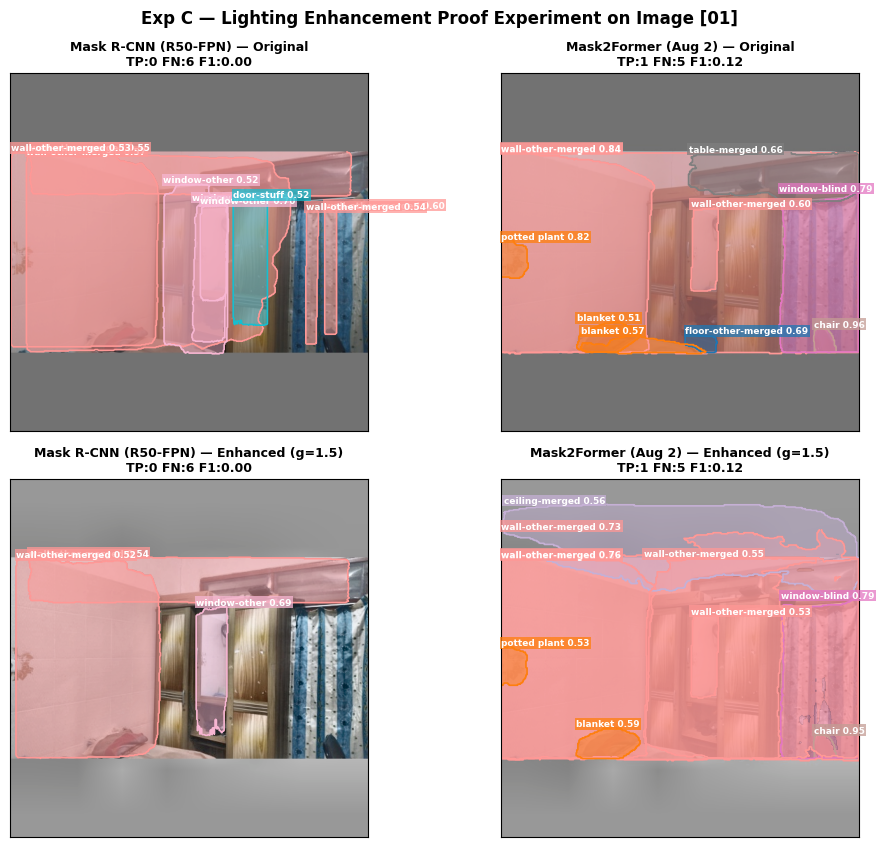 Exp C — Lighting Enhancement Proof Experiment on Image [01]
Mask R-CNN (R50-FPN) — Original
TP:0 FN:6 F1:0.00
wall-other-merged 0.53
.55
window-other 0.52
door-stuff 0.52
wall-other-merged 0.54
.60
Mask2Former (Aug 2) — Original
TP:1 FN:5 F1:0.12
wall-other-merged 0.84
table-merged 0.66
window-blind 0.79
wall-other-merged 0.60
potted plant 0.82
blanket 0.51
blanket 0.57
floor-other-merged 0.69
chair 0.96
Mask R-CNN (R50-FPN) — Enhanced (g=1.5)
TP:0 FN:6 F1:0.00
wall-other-merged 0.52
54
window-other 0.69
Mask2Former (Aug 2) — Enhanced (g=1.5)
TP:1 FN:5 F1:0.12
ceiling-merged 0.56
wall-other-merged 0.73
wall-other-merged 0.76
wall-other-merged 0.55
window-blind 0.79
wall-other-merged 0.53
potted plant 0.53
blanket 0.59
chair 0.95